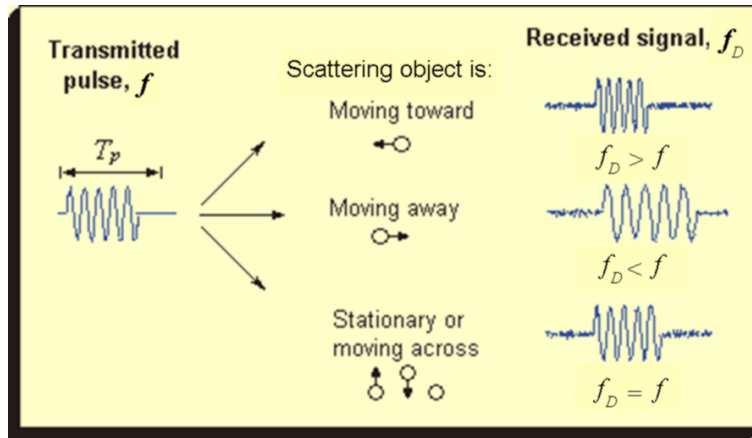 Transmitted
pulse, f
T_p
Scattering object is:
Moving toward
Moving away
Stationary or
moving across
Received signal, f_D
f_D > f
f_D < f
f_D = f